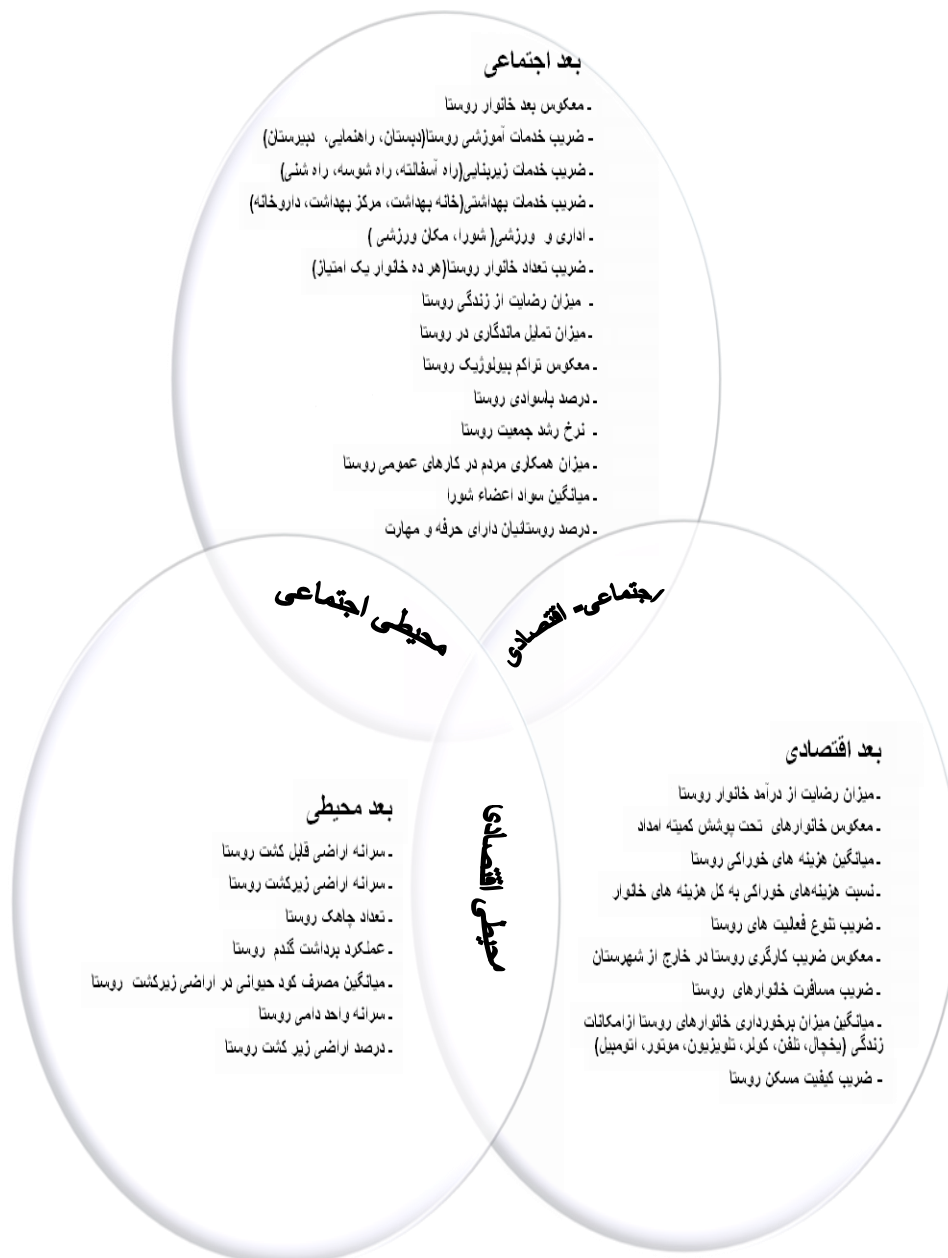 بعد اجتماعی
- معکوس بعد خانوار روستا
- ضریب خدمات آموزشی روستا(دبستان، راهنمایی، دبیرستان)
- ضریب خدمات زیربنایی(راه آسفالته، راه شوسه، راه شنی)
- ضریب خدمات بهداشتی(خانه بهداشت، مرکز بهداشت، داروخانه)
- اداری و ورزشی( شورا، مکان ورزشی )
- ضریب تعداد خانوار روستا(هر ده خانوار یک امتیاز)
- میزان رضایت از زندگی روستا
- میزان تمایل ماندگاری در روستا
- معکوس تراکم بیولوژیک روستا
- درصد باسوادی روستا
- نرخ رشد جمعیت روستا
- میزان همکاری مردم در کارهای عمومی روستا
- میانگین سواد اعضاء شورا
- درصد روستائیان دارای حرفه و مهارت
اجتماعی- اقتصادی
محیطی اجتماعی
بعد اقتصادی
- میزان رضایت از درآمد خانوار روستا
- معکوس خانوارهای تحت پوشش کمیته امداد
- میانگین هزینه های خوراکی روستا
- نسبت هزینه‌های خوراکی به کل هزینه های خانوار
- ضریب تنوع فعالیت های روستا
- معکوس ضریب کارگری روستا در خارج از شهرستان
- ضریب مسافرت خانوارهای روستا
- میانگین میزان برخورداری خانوارهای روستا ازامکانات
زندگی (یخچال، تلفن، کولر، تلویزیون، موتور، اتومبیل)
- ضریب کیفیت مسکن روستا
محیطی اقتصادی
بعد محیطی
- سرانه اراضی قابل کشت روستا
- سرانه اراضی زیرکشت روستا
- تعداد چاهک روستا
- عملکرد برداشت گندم روستا
- میانگین مصرف کود حیوانی در اراضی زیرکشت روستا
- سرانه واحد دامی روستا
- درصد اراضی زیر کشت روستا